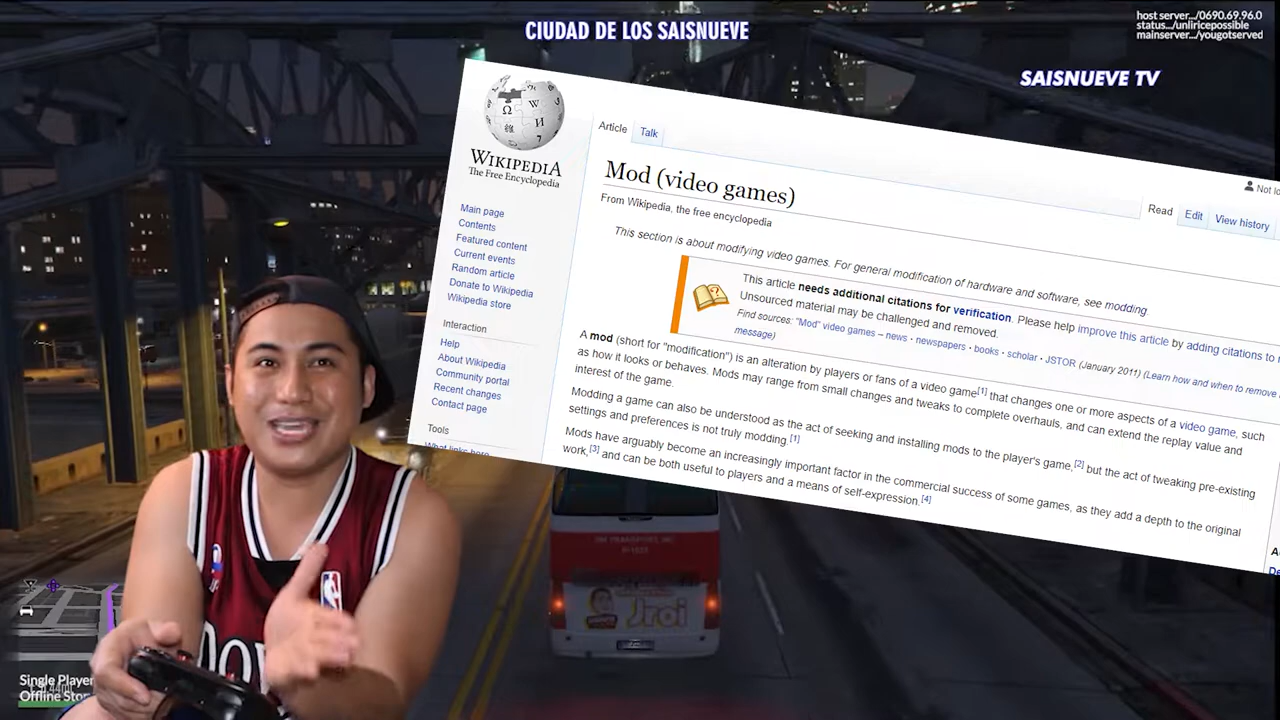 CIUDAD DE LOS SAISNUEVE
host server.../0690.69.96.0
status.../unliricepossible
mainserver.../yougotserved
SAISNUEVE TV
WIKIPEDIA
The Free Encyclopedia
Main page
Contents
Featured content
Current events
Random article
Donate to Wikipedia
Wikipedia store
Interaction
Help
About Wikipedia
Community portal
Recent changes
Contact page
Tools
What links here
Article Talk
Not lo
Read Edit View history
Mod (video games)
From Wikipedia, the free encyclopedia
This section is about modifying video games. For general modification of hardware and software, see modding.
This article needs additional citations for verification. Please help improve this article by adding citations to
Unsourced material may be challenged and removed.
Find sources: "Mod" video games – news · newspapers · books · scholar · JSTOR (January 2011) (Learn how and when to remove
message)
A mod (short for "modification") is an alteration by players or fans of a video game[1] that changes one or more aspects of a video game, such
as how it looks or behaves. Mods may range from small changes and tweaks to complete overhauls, and can extend the replay value and
interest of the game.
Modding a game can also be understood as the act of seeking and installing mods to the player's game,[2] but the act of tweaking pre-existing
settings and preferences is not truly modding.[1]
Mods have arguably become an increasingly important factor in the commercial success of some games, as they add a depth to the original
work,[3] and can be both useful to players and a means of self-expression.[4]
Jroi
Single Player
Offline Stor